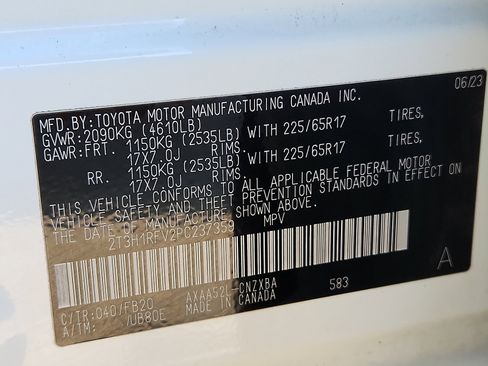 06/23
MFD.BY:TOYOTA MOTOR MANUFACTURING CANADA INC.
GVWR:2090KG (4610LB)
GAWR:FRT. 1150KG (2535LB) WITH 225/65R17 TIRES,
17X7.0J RIMS.
RR. 1150KG (2535LB) WITH 225/65R17 TIRES,
17X7.0J RIMS.
THIS VEHICLE CONFORMS TO ALL APPLICABLE FEDERAL MOTOR
VEHICLE SAFETY AND THEFT PREVENTION STANDARDS IN EFFECT ON
THE DATE OF MANUFACTURE SHOWN ABOVE.
2T3H1RFV2PC237359 MPV
C/TR:040/FB20 AXAA52L-CNZXBA 583 A
A/TM: /UB80E MADE IN CANADA